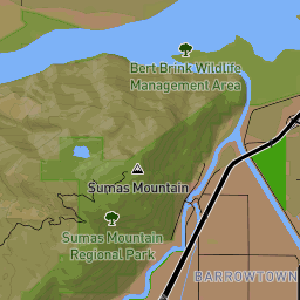 Bert Brink Wildlife
Management Area
Sumas Mountain
Sumas Mountain
Regional Park
BARROWTOWN